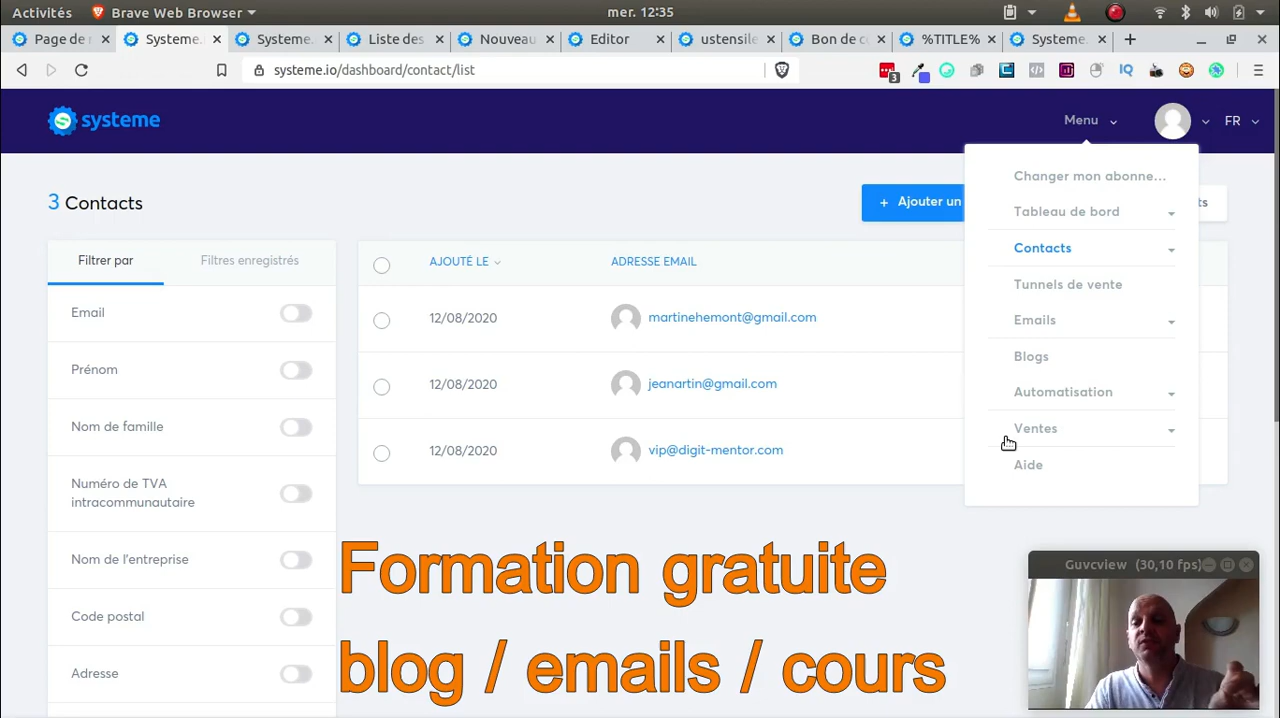 Activités Brave Web Browser mer. 12:35
Page de Systeme. Systeme. Liste des Nouveau Editor ustensile Bon de %TITLE% Systeme.
systeme.io/dashboard/contact/list 3 IQ
systeme Menu FR
3 Contacts + Ajouter un ts
Changer mon abonne...
Tableau de bord
Contacts
Tunnels de vente
Emails
Blogs
Automatisation
Ventes
Aide
Filtrer par Filtres enregistrés
Email
Prénom
Nom de famille
Numéro de TVA
intracommunautaire
Nom de l'entreprise
Code postal
Adresse
AJOUTÉ LE ADRESSE EMAIL
12/08/2020 martinehemont@gmail.com
12/08/2020 jeanartin@gmail.com
12/08/2020 vip@digit-mentor.com
Formation gratuite
blog / emails / cours
Guvcview (30,10 fps)